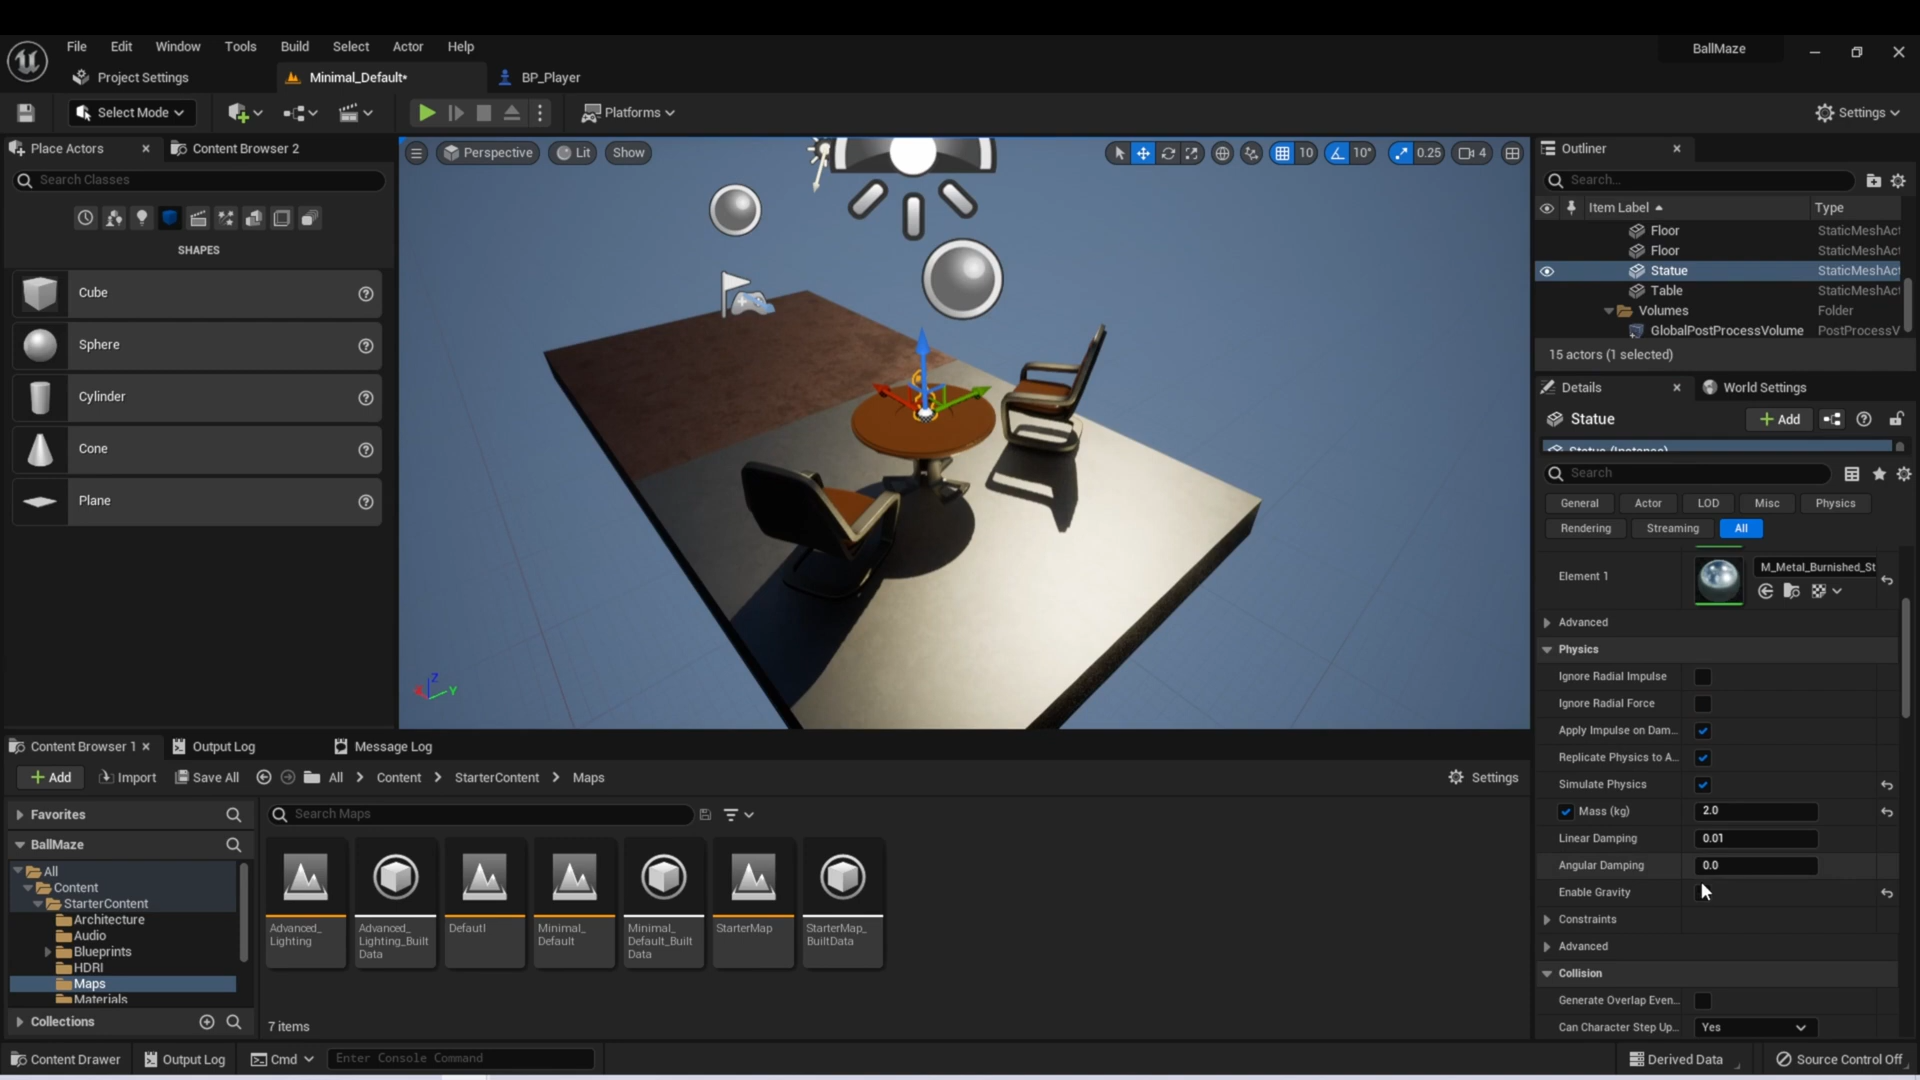 File Edit Window Tools Build Select Actor Help
BallMaze
Project Settings
Minimal_Default*
BP_Player
Select Mode
Platforms
Settings
Place Actors
Content Browser 2
Search Classes
SHAPES
Cube
Sphere
Cylinder
Cone
Plane
Perspective
Lit
Show
10
10°
0.25
4
Z
X
Y
Outliner
Search...
Item Label
Type
Floor StaticMeshAct
Floor StaticMeshAct
Statue StaticMeshAct
Table StaticMeshAct
Volumes Folder
GlobalPostProcessVolume PostProcessV
15 actors (1 selected)
Details
World Settings
Statue
Add
Statue (Instance)
Search
General Actor LOD Misc Physics
Rendering Streaming All
Element 1
M_Metal_Burnished_St
Advanced
Physics
Ignore Radial Impulse
Ignore Radial Force
Apply Impulse on Dam...
Replicate Physics to A...
Simulate Physics
Mass (kg) 2.0
Linear Damping 0.01
Angular Damping 0.0
Enable Gravity
Constraints
Advanced
Collision
Generate Overlap Even...
Can Character Step Up... Yes
Content Browser 1
Output Log
Message Log
Add
Import
Save All
All
Content
StarterContent
Maps
Settings
Favorites
BallMaze
All
Content
StarterContent
Architecture
Audio
Blueprints
HDRI
Maps
Materials
Collections
Search Maps
Advanced_
Lighting
Advanced_
Lighting_Built
Data
Defautl
Minimal_
Default
Minimal_
Default_Built
Data
StarterMap
StarterMap_
BuiltData
7 items
Content Drawer
Output Log
Cmd
Enter Console Command
Derived Data
Source Control Off